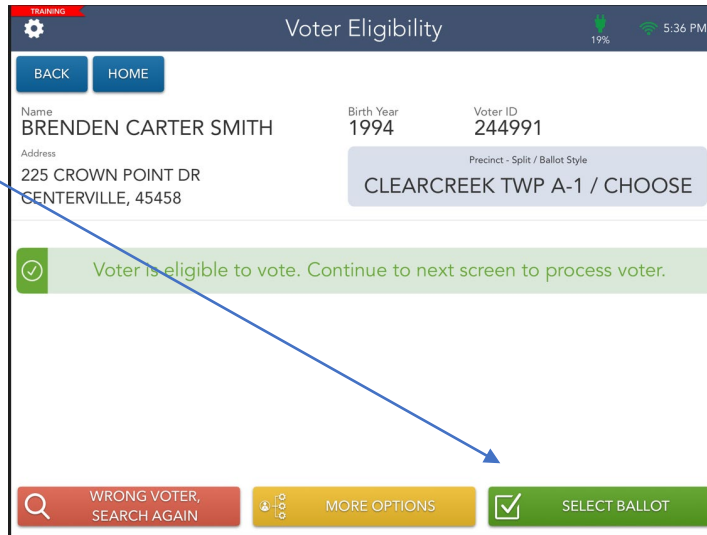 TRAINING
Voter Eligibility
19%
5:36 PM
BACK
HOME
Name
BRENDEN CARTER SMITH
Birth Year
1994
Voter ID
244991
Address
225 CROWN POINT DR
CENTERVILLE, 45458
Precinct - Split / Ballot Style
CLEARCREEK TWP A-1 / CHOOSE
Voter is eligible to vote. Continue to next screen to process voter.
WRONG VOTER,
SEARCH AGAIN
MORE OPTIONS
SELECT BALLOT